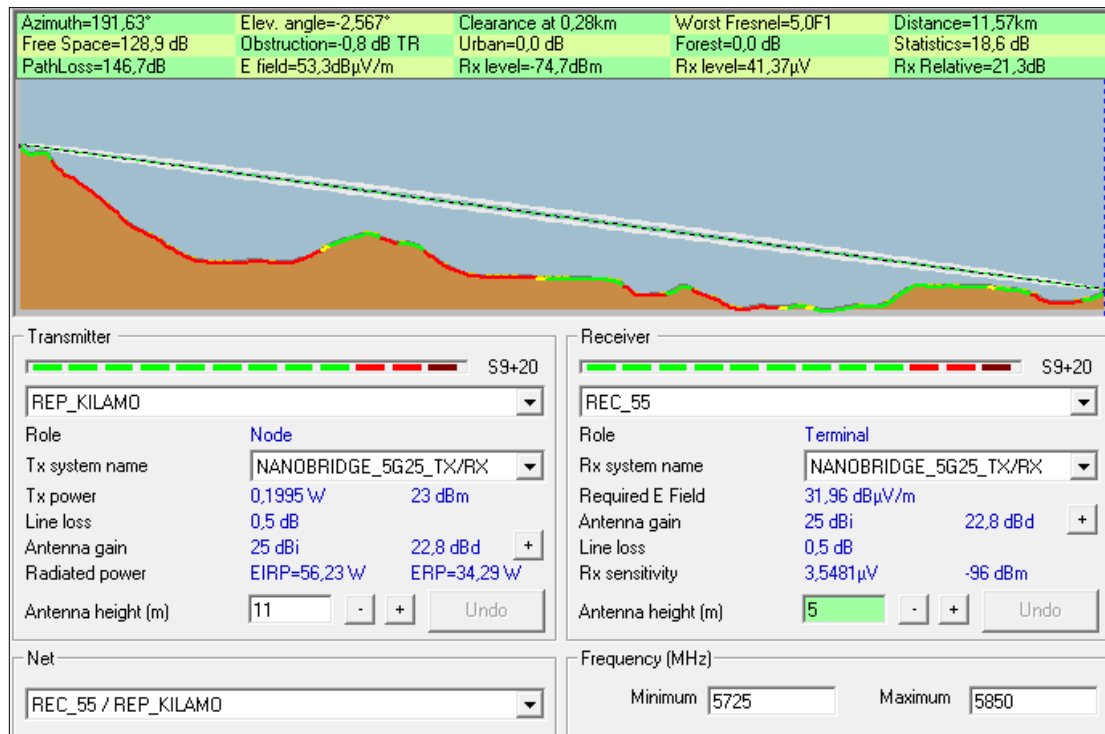 Azimuth=191,63° Elev. angle=-2,567° Clearance at 0,28km Worst Fresnel=5,0F1 Distance=11,57km
Free Space=128,9 dB Obstruction=-0,8 dB TR Urban=0,0 dB Forest=0,0 dB Statistics=18,6 dB
PathLoss=146,7dB E field=53,3dBµV/m Rx level=-74,7dBm Rx level=41,37µV Rx Relative=21,3dB
Transmitter
S9+20
REP_KILAMO
Role Node
Tx system name NANOBRIDGE_5G25_TX/RX
Tx power 0,1995 W 23 dBm
Line loss 0,5 dB
Antenna gain 25 dBi 22,8 dBd +
Radiated power EIRP=56,23 W ERP=34,29 W
Antenna height (m) 11 - + Undo
Net
REC_55 / REP_KILAMO
Receiver
S9+20
REC_55
Role Terminal
Rx system name NANOBRIDGE_5G25_TX/RX
Required E Field 31,96 dBµV/m
Antenna gain 25 dBi 22,8 dBd +
Line loss 0,5 dB
Rx sensitivity 3,5481µV -96 dBm
Antenna height (m) 5 - + Undo
Frequency (MHz)
Minimum 5725 Maximum 5850